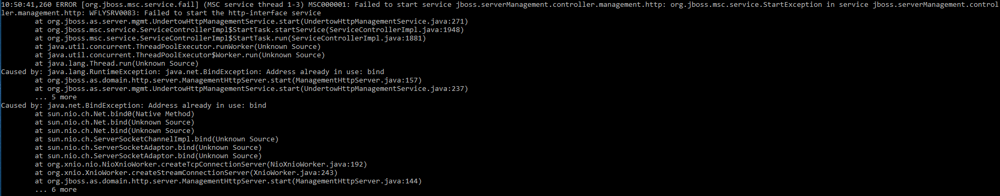 10:50:41,260 ERROR [org.jboss.msc.service.fail] (MSC service thread 1-3) MSC000001: Failed to start service jboss.serverManagement.controller.management.http: org.jboss.msc.service.StartException in service jboss.serverManagement.control
ler.management.http: WFLYSRV0083: Failed to start the http-interface service
at org.jboss.as.server.mgmt.UndertowHttpManagementService.start(UndertowHttpManagementService.java:271)
at org.jboss.msc.service.ServiceControllerImpl$StartTask.startService(ServiceControllerImpl.java:1948)
at org.jboss.msc.service.ServiceControllerImpl$StartTask.run(ServiceControllerImpl.java:1881)
at java.util.concurrent.ThreadPoolExecutor.runWorker(Unknown Source)
at java.util.concurrent.ThreadPoolExecutor$Worker.run(Unknown Source)
at java.lang.Thread.run(Unknown Source)
Caused by: java.lang.RuntimeException: java.net.BindException: Address already in use: bind
at org.jboss.as.domain.http.server.ManagementHttpServer.start(ManagementHttpServer.java:157)
at org.jboss.as.server.mgmt.UndertowHttpManagementService.start(UndertowHttpManagementService.java:237)
... 5 more
Caused by: java.net.BindException: Address already in use: bind
at sun.nio.ch.Net.bind0(Native Method)
at sun.nio.ch.Net.bind(Unknown Source)
at sun.nio.ch.Net.bind(Unknown Source)
at sun.nio.ch.ServerSocketChannelImpl.bind(Unknown Source)
at sun.nio.ch.ServerSocketAdaptor.bind(Unknown Source)
at sun.nio.ch.ServerSocketAdaptor.bind(Unknown Source)
at org.xnio.nio.NioXnioWorker.createTcpConnectionServer(NioXnioWorker.java:192)
at org.xnio.XnioWorker.createStreamConnectionServer(XnioWorker.java:243)
at org.jboss.as.domain.http.server.ManagementHttpServer.start(ManagementHttpServer.java:144)
... 6 more